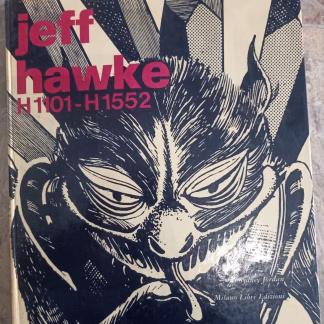 jeff
hawke
H1101-H1552
Sydney Jordan
Milano Libri Edizioni